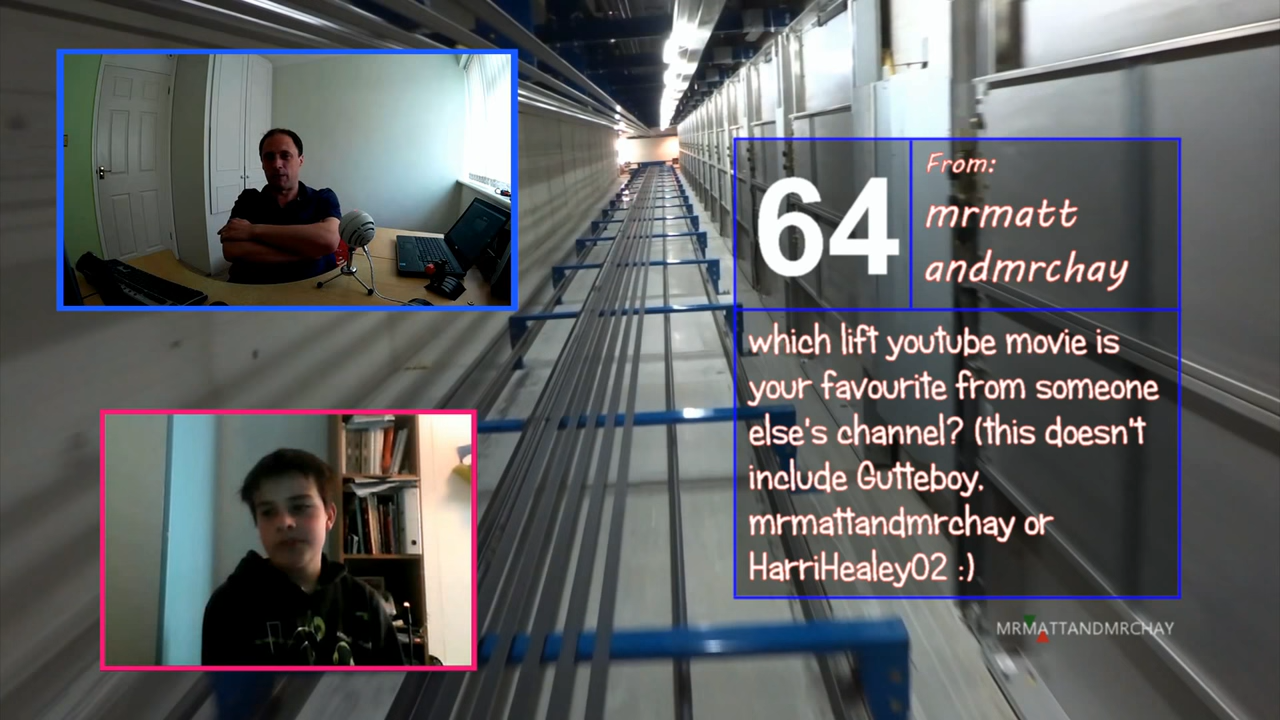 64
From:
mrmatt
andmrchay
which lift youtube movie is
your favourite from someone
else's channel? (this doesn't
include Gutteboy,
mrmattandmrchay or
HarriHealey02 :)
MRMATTANDMRCHAY